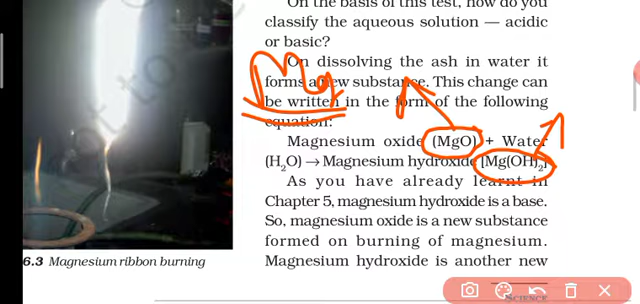 On the basis of this test, how do you
classify the aqueous solution — acidic
or basic?
On dissolving the ash in water it
forms a new substance. This change can
be written in the form of the following
equation:
Magnesium oxide (MgO) + Water
(H₂O) → Magnesium hydroxide [Mg(OH)₂]
As you have already learnt in
Chapter 5, magnesium hydroxide is a base.
So, magnesium oxide is a new substance
formed on burning of magnesium.
Magnesium hydroxide is another new
Mg
6.3 Magnesium ribbon burning
SCIENCE